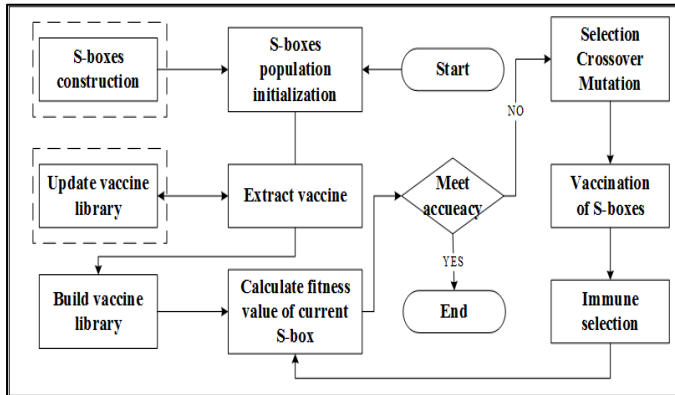 S-boxes
construction
S-boxes
population
initialization
Start
Selection
Crossover
Mutation
NO
Update vaccine
library
Extract vaccine
Meet
accueacy
Vaccination
of S-boxes
YES
Build vaccine
library
Calculate fitness
value of current
S-box
End
Immune
selection